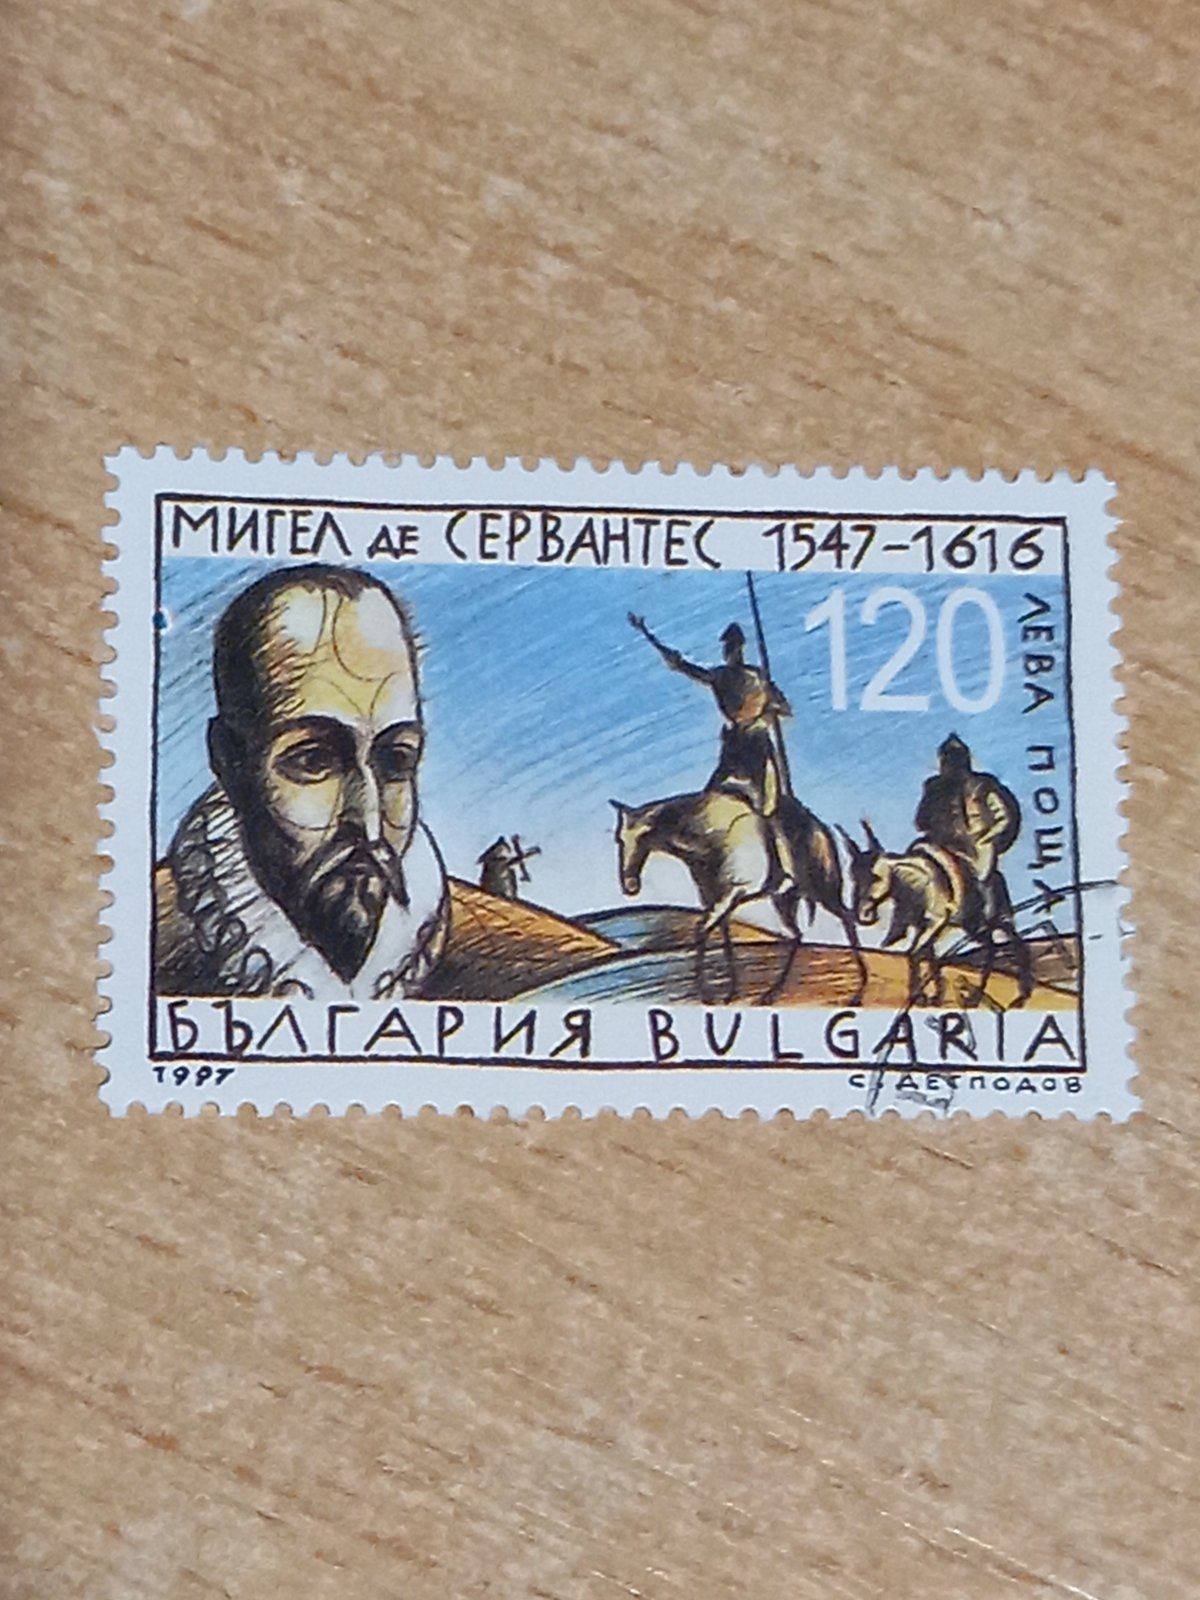 МИГЕЛ ДЕ СЕРВАНТЕС 1547-1616
120
ЛЕВА ПОЩА
БЪЛГАРИЯ BULGARIA
1997
С. ДЕСПОДОВ